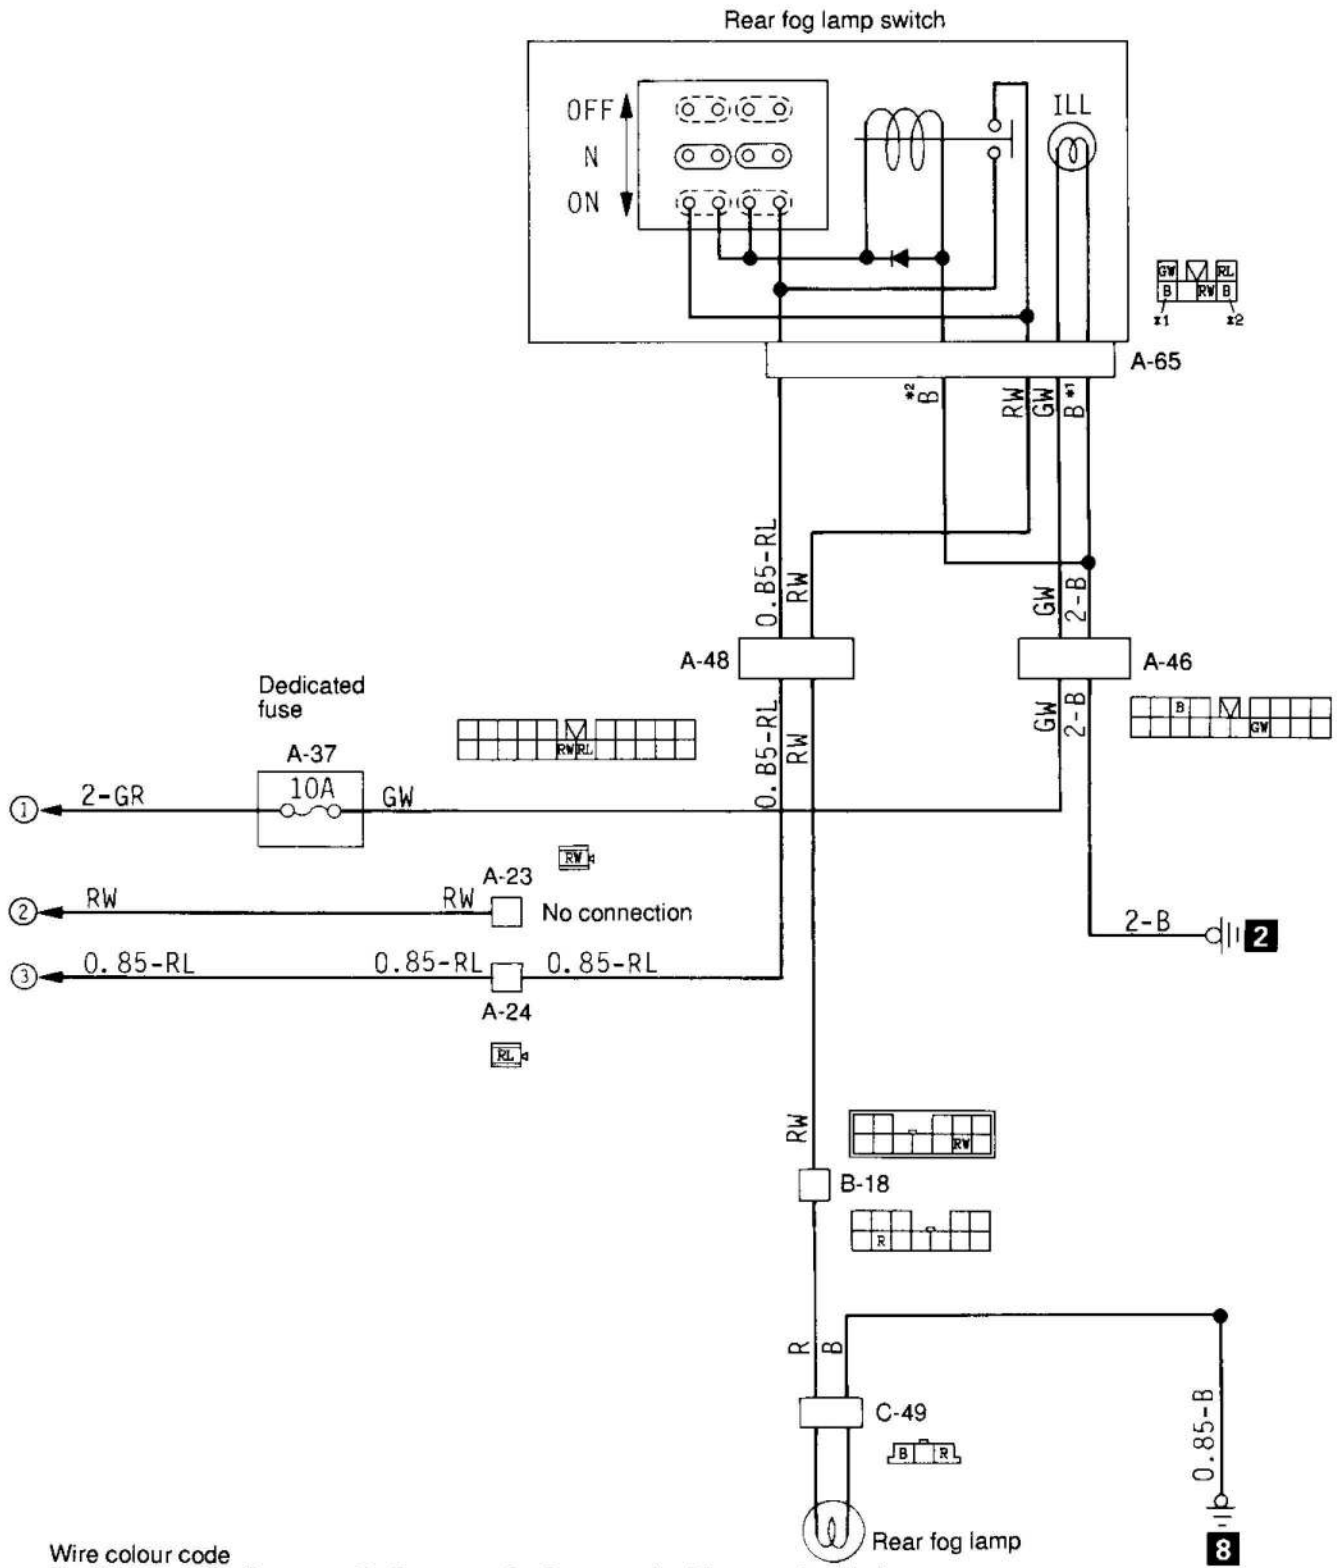 Rear fog lamp switch
OFF
N
ON
ILL
GW RL
B RW B
*1 *2
A-65
*2 B RW GW B *1
0.85-RL RW GW 2-B
A-48
A-46
Dedicated
fuse
A-37
10A
RW RL
0.85-RL RW GW 2-B
B
GW
1 2-GR GW
RW
A-23
2 RW RW No connection
2-B 2
3 0.85-RL 0.85-RL 0.85-RL
A-24
RL
RW
RW
B-18
R
R B
C-49
B R
0.85-B
Rear fog lamp
8
Wire colour code